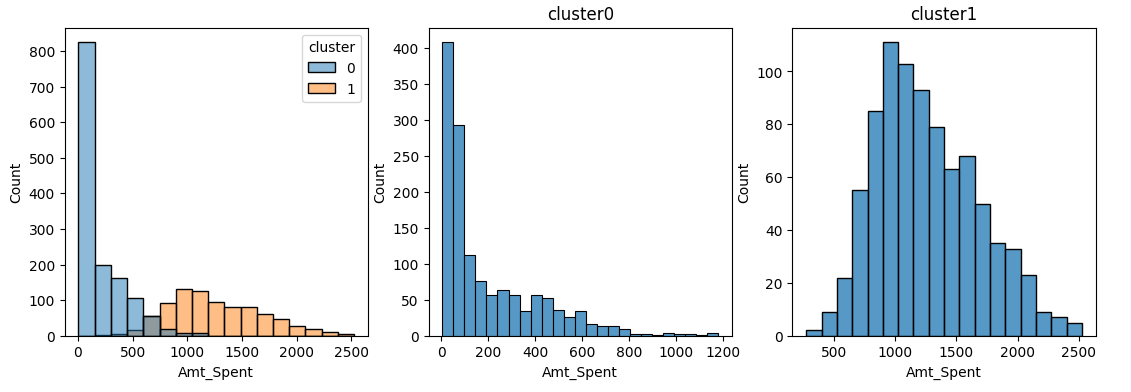 cluster0
cluster1
cluster
0
1
800
700
600
500
400
300
200
100
0
Count
0 500 1000 1500 2000 2500
Amt_Spent
400
350
300
250
200
150
100
50
0
Count
0 200 400 600 800 1000 1200
Amt_Spent
100
80
60
40
20
0
Count
500 1000 1500 2000 2500
Amt_Spent